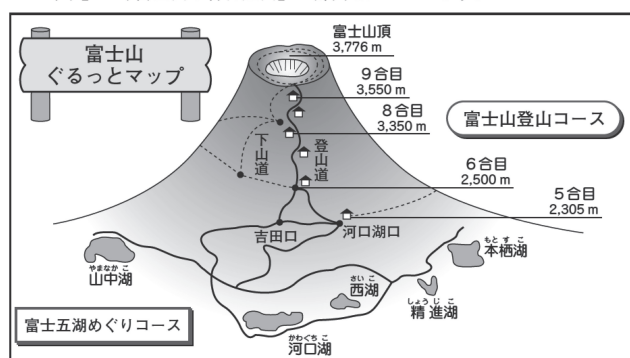 富士山
ぐるっとマップ
富士山頂
3,776 m
9合目
3,550 m
8合目
3,350 m
富士山登山コース
下山道
登山道
6合目
2,500 m
5合目
2,305 m
吉田口
河口湖口
やまなかこ
山中湖
さいこ
西湖
もとすこ
本栖湖
しょうじこ
精進湖
かわぐちこ
河口湖
富士五湖めぐりコース